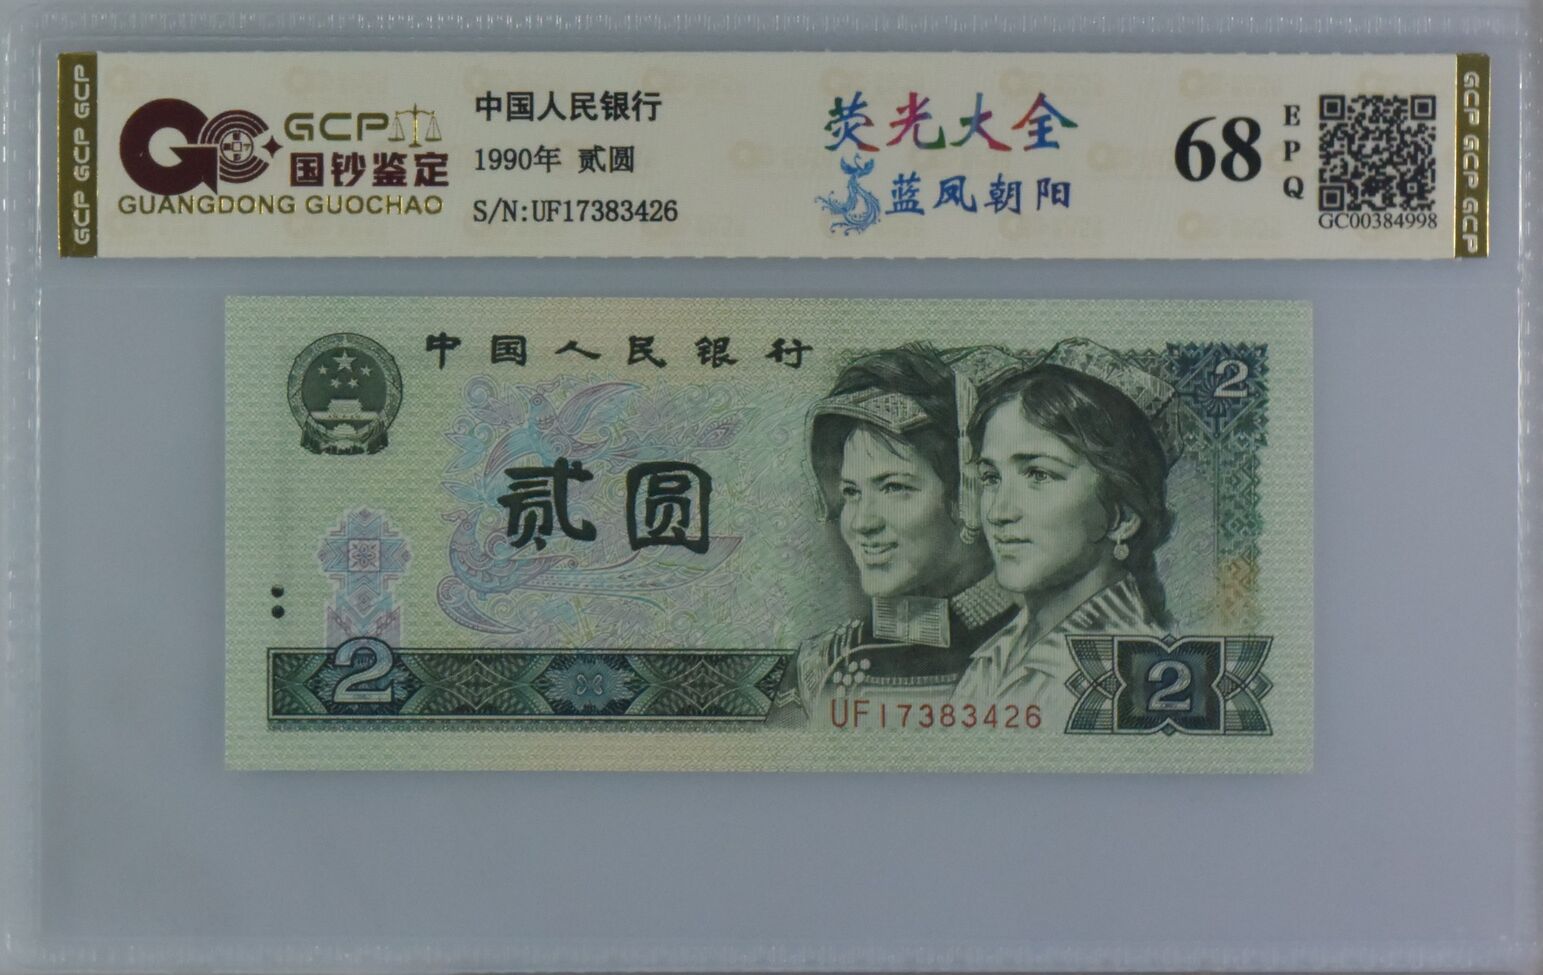 GCP GCP GCP
GCP
国钞鉴定
GUANGDONG GUOCHAO
中国人民银行
1990年 贰圆
S/N:UF17383426
荧光大全
蓝凤朝阳
68
EPQ
GC00384998
GCP GCP GCP
中国人民银行
2
贰圆
2
UF17383426
2